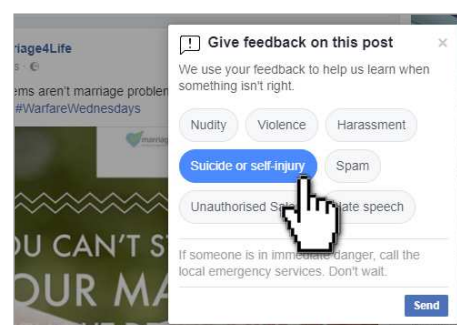 riage4Life
s
ems aren't marriage problem
#WarfareWednesdays
marriag
OU CAN'T S
OUR MA
Give feedback on this post
We use your feedback to help us learn when
something isn't right.
Nudity Violence Harassment
Suicide or self-injury Spam
Unauthorised Sal ate speech
If someone is in immediate danger, call the
local emergency services. Don't wait.
Send